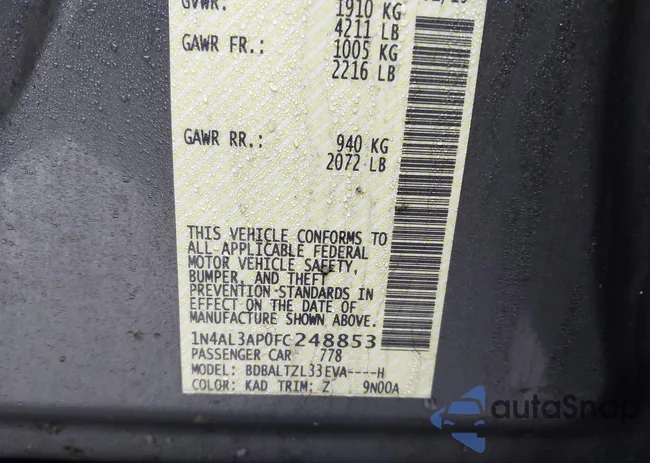 GVWR: 1910 KG
4211 LB
GAWR FR.: 1005 KG
2216 LB
GAWR RR.: 940 KG
2072 LB
THIS VEHICLE CONFORMS TO
ALL-APPLICABLE FEDERAL
MOTOR VEHICLE SAFETY,
BUMPER, AND THEFT
PREVENTION-STANDARDS IN
EFFECT ON THE DATE OF
MANUFACTURE SHOWN ABOVE.
1N4AL3AP0FC248853
PASSENGER CAR 778
MODEL: BDBALTZL33EVA----H
COLOR: KAD TRIM: Z 9N00A
autoSnap